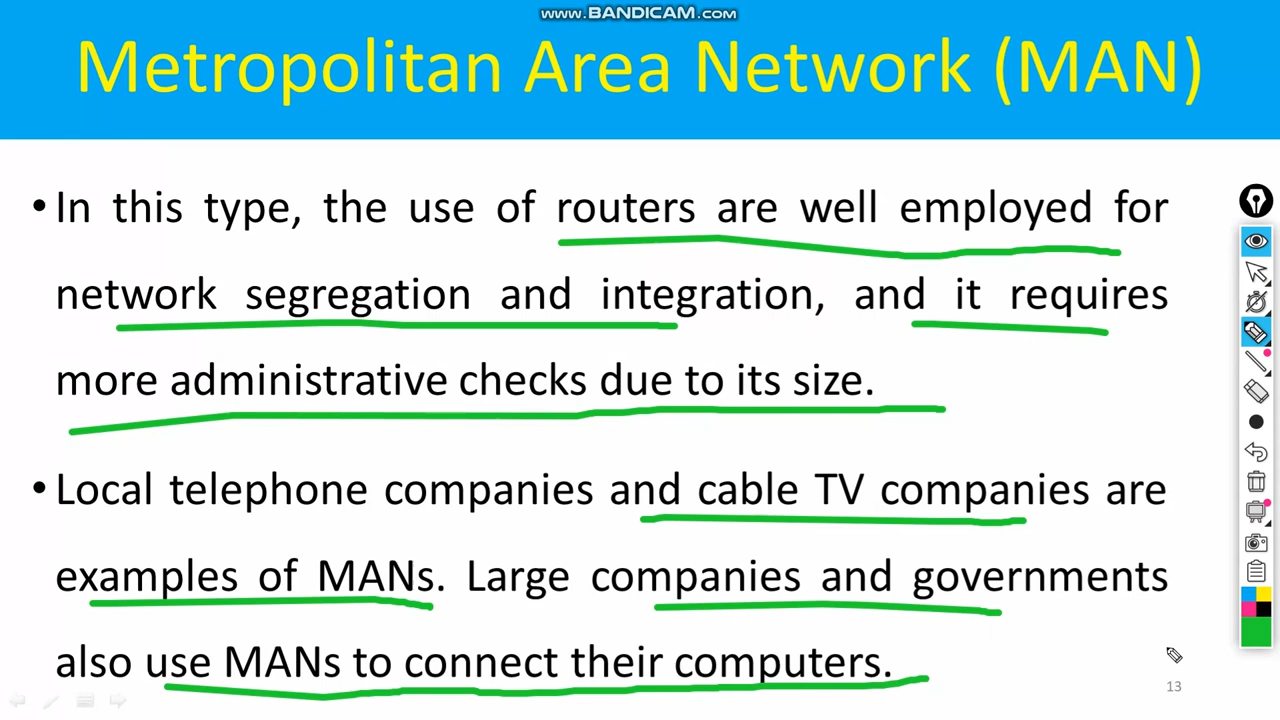 www.BANDICAM.com
Metropolitan Area Network (MAN)
• In this type, the use of routers are well employed for
network segregation and integration, and it requires
more administrative checks due to its size.
• Local telephone companies and cable TV companies are
examples of MANs. Large companies and governments
also use MANs to connect their computers.
13